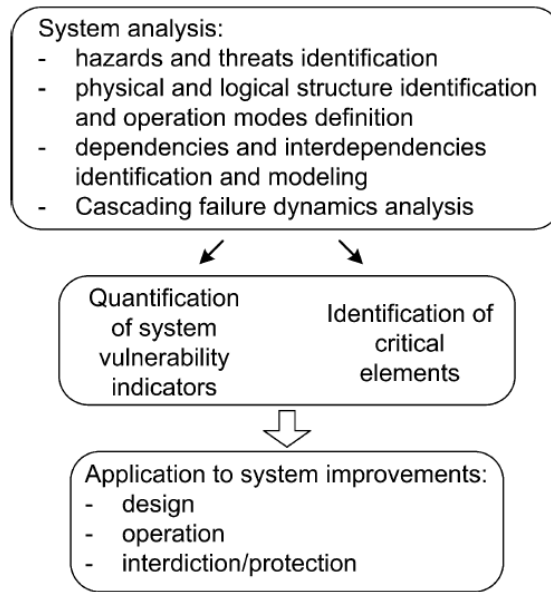 System analysis:
- hazards and threats identification
- physical and logical structure identification
and operation modes definition
- dependencies and interdependencies
identification and modeling
- Cascading failure dynamics analysis
Quantification
of system
vulnerability
indicators
Identification of
critical
elements
Application to system improvements:
- design
- operation
- interdiction/protection